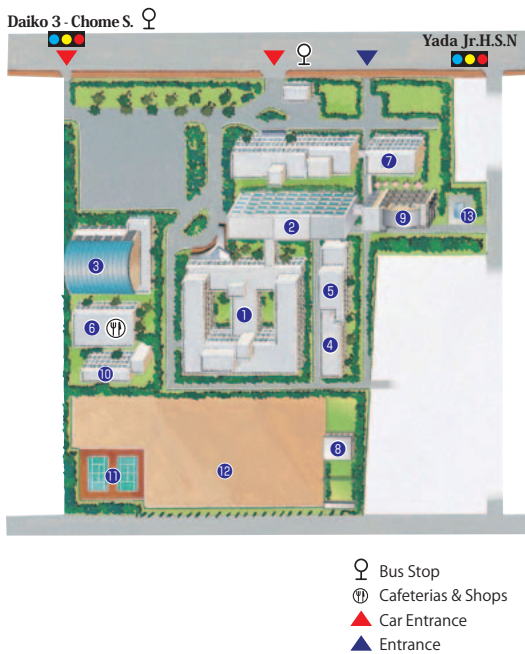 Daiko 3 - Chome S.
Yada Jr.H.S.N
7
13
9
2
3
5
1
6
4
10
8
11
12
Bus Stop
Cafeterias & Shops
Car Entrance
Entrance